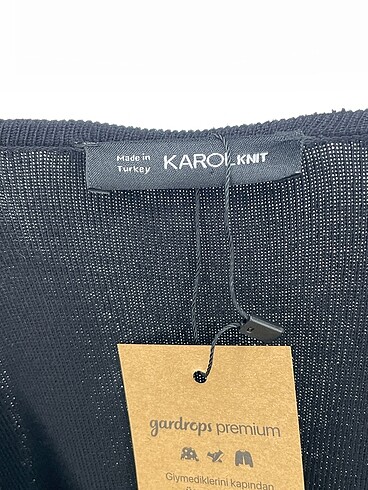 Made in
Turkey
KAROL KNIT
gardrops premium
Giymediklerini kapından